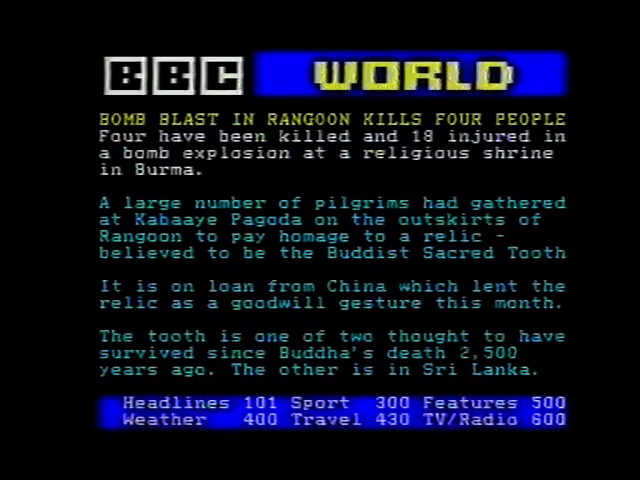 BBC WORLD
BOMB BLAST IN RANGOON KILLS FOUR PEOPLE
Four have been killed and 18 injured in
a bomb explosion at a religious shrine
in Burma.
A large number of pilgrims had gathered
at Kabaaye Pagoda on the outskirts of
Rangoon to pay homage to a relic -
believed to be the Buddist Sacred Tooth
It is on loan from China which lent the
relic as a goodwill gesture this month.
The tooth is one of two thought to have
survived since Buddha's death 2,500
years ago. The other is in Sri Lanka.
Headlines 101 Sport 300 Features 500
Weather 400 Travel 430 TV/Radio 600